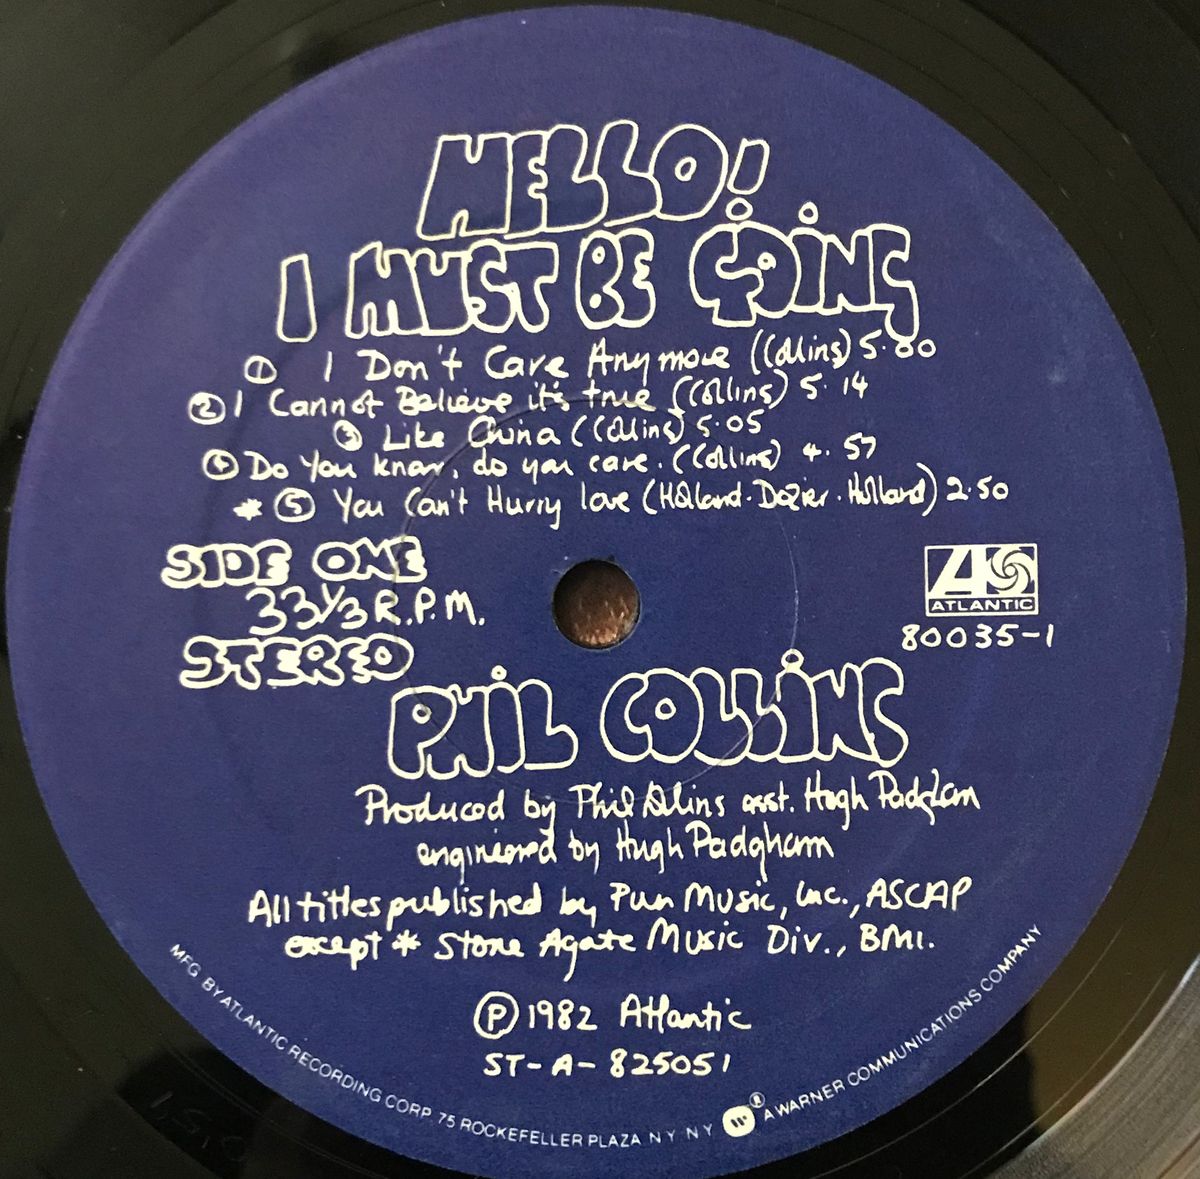 HELLO!
I MUST BE GOING
① I Don't Care Anymore (Collins) 5·00
② I Cannot Believe it's true (Collins) 5·14
③ Like China (Collins) 5·05
④ Do You know, do you care. (Collins) 4.57
* ⑤ You Can't Hurry love (Holland·Dozier·Holland) 2·50
SIDE ONE
33⅓ R.P.M.
STEREO
ATLANTIC
80035-1
PHIL COLLINS
Produced by Phil Collins asst. Hugh Padgham
engineered by Hugh Padgham
All titles published by Pun Music, Inc., ASCAP
except * Stone Agate Music Div., BMI.
Ⓟ 1982 Atlantic
ST-A-825051
MFG BY ATLANTIC RECORDING CORP. 75 ROCKEFELLER PLAZA N Y N Y ® A WARNER COMMUNICATIONS COMPANY